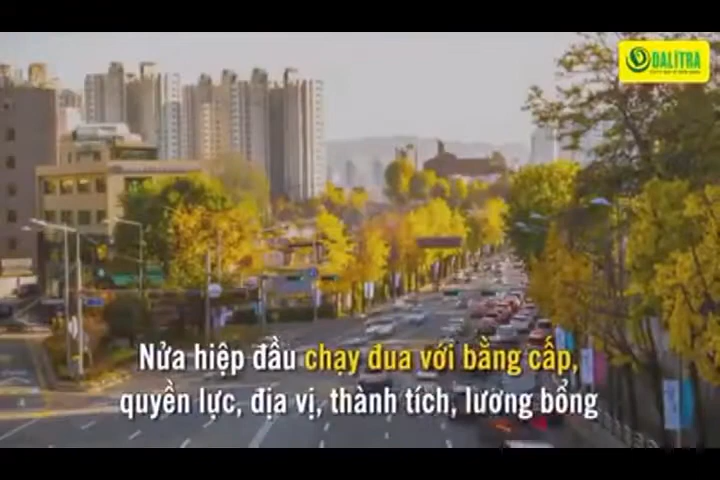 DALITRA
Nửa hiệp đầu chạy đua với bằng cấp,
quyền lực, địa vị, thành tích, lương bổng